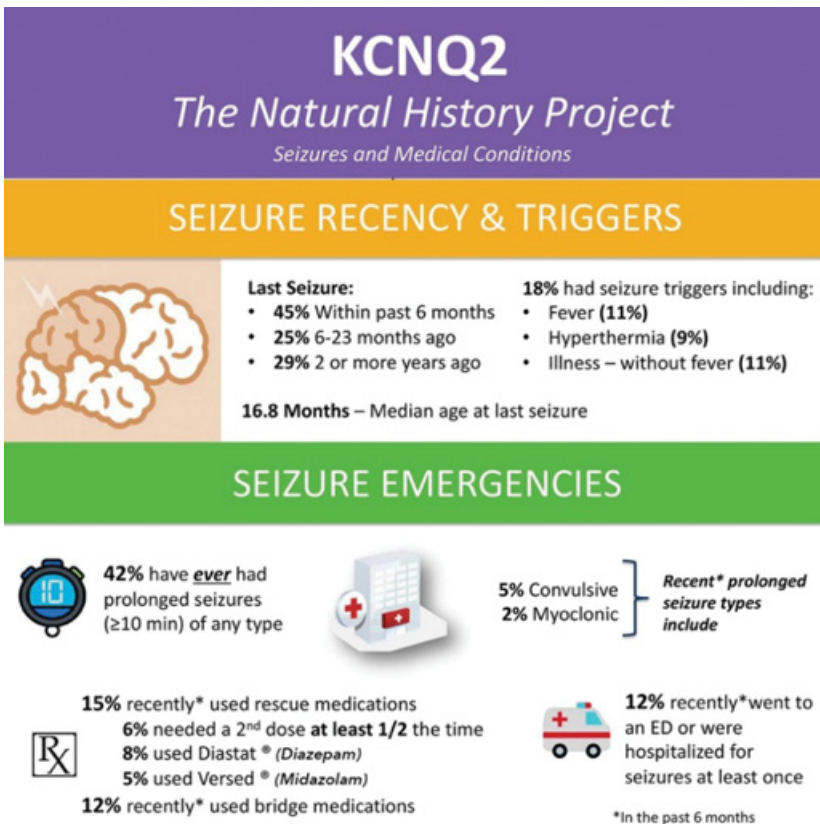 KCNQ2
The Natural History Project
Seizures and Medical Conditions
SEIZURE RECENCY & TRIGGERS
Last Seizure:
• 45% Within past 6 months
• 25% 6-23 months ago
• 29% 2 or more years ago
16.8 Months – Median age at last seizure
18% had seizure triggers including:
• Fever (11%)
• Hyperthermia (9%)
• Illness – without fever (11%)
SEIZURE EMERGENCIES
10
42% have ever had
prolonged seizures
(≥10 min) of any type
5% Convulsive
2% Myoclonic
Recent* prolonged
seizure types
include
Rx
15% recently* used rescue medications
6% needed a 2nd dose at least 1/2 the time
8% used Diastat ® (Diazepam)
5% used Versed ® (Midazolam)
12% recently* used bridge medications
12% recently*went to
an ED or were
hospitalized for
seizures at least once
*In the past 6 months